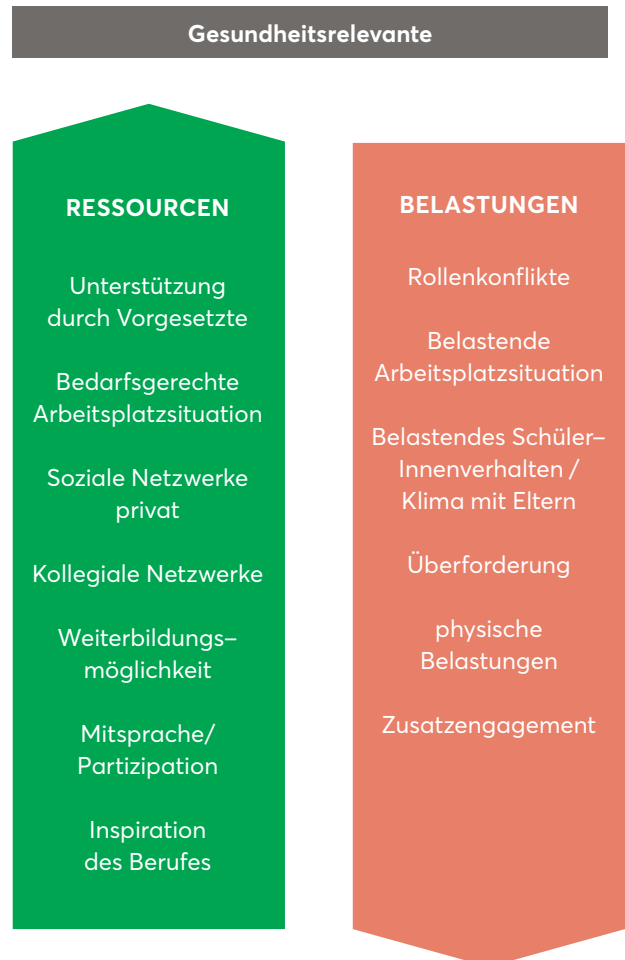 Gesundheitsrelevante
RESSOURCEN
Unterstützung
durch Vorgesetzte
Bedarfsgerechte
Arbeitsplatzsituation
Soziale Netzwerke
privat
Kollegiale Netzwerke
Weiterbildungs–
möglichkeit
Mitsprache/
Partizipation
Inspiration
des Berufes
BELASTUNGEN
Rollenkonflikte
Belastende
Arbeitsplatzsituation
Belastendes Schüler–
Innenverhalten /
Klima mit Eltern
Überforderung
physische
Belastungen
Zusatzengagement